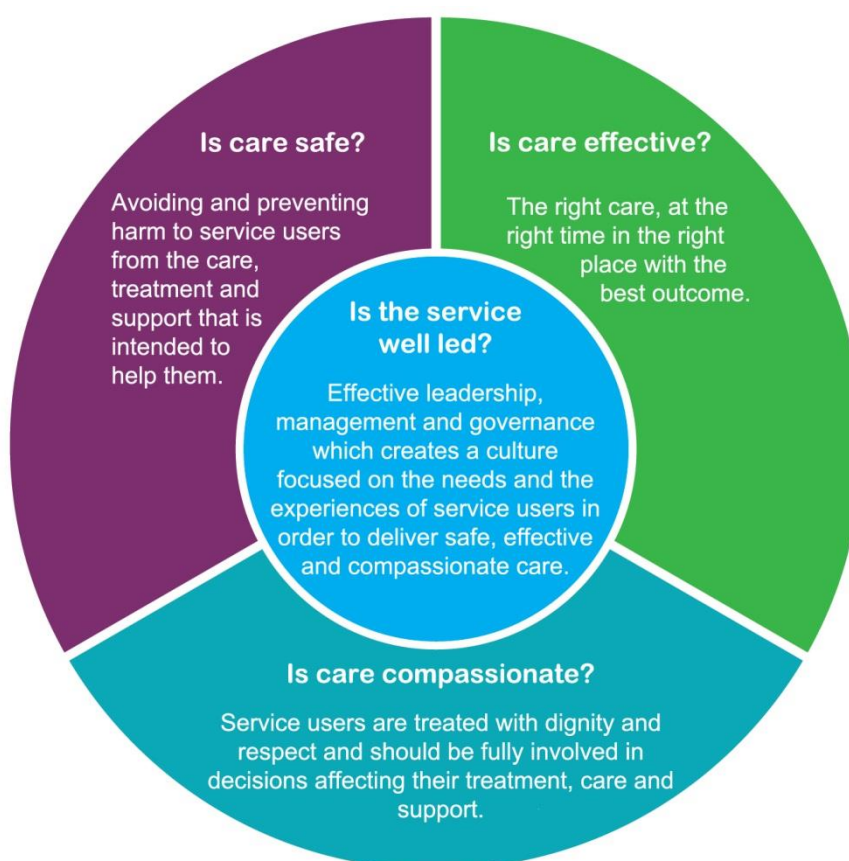 Is care safe?
Avoiding and preventing
harm to service users
from the care,
treatment and
support that is
intended to
help them.
Is care effective?
The right care, at the
right time in the right
place with the
best outcome.
Is the service
well led?
Effective leadership,
management and governance
which creates a culture
focused on the needs and the
experiences of service users in
order to deliver safe, effective
and compassionate care.
Is care compassionate?
Service users are treated with dignity and
respect and should be fully involved in
decisions affecting their treatment, care and
support.